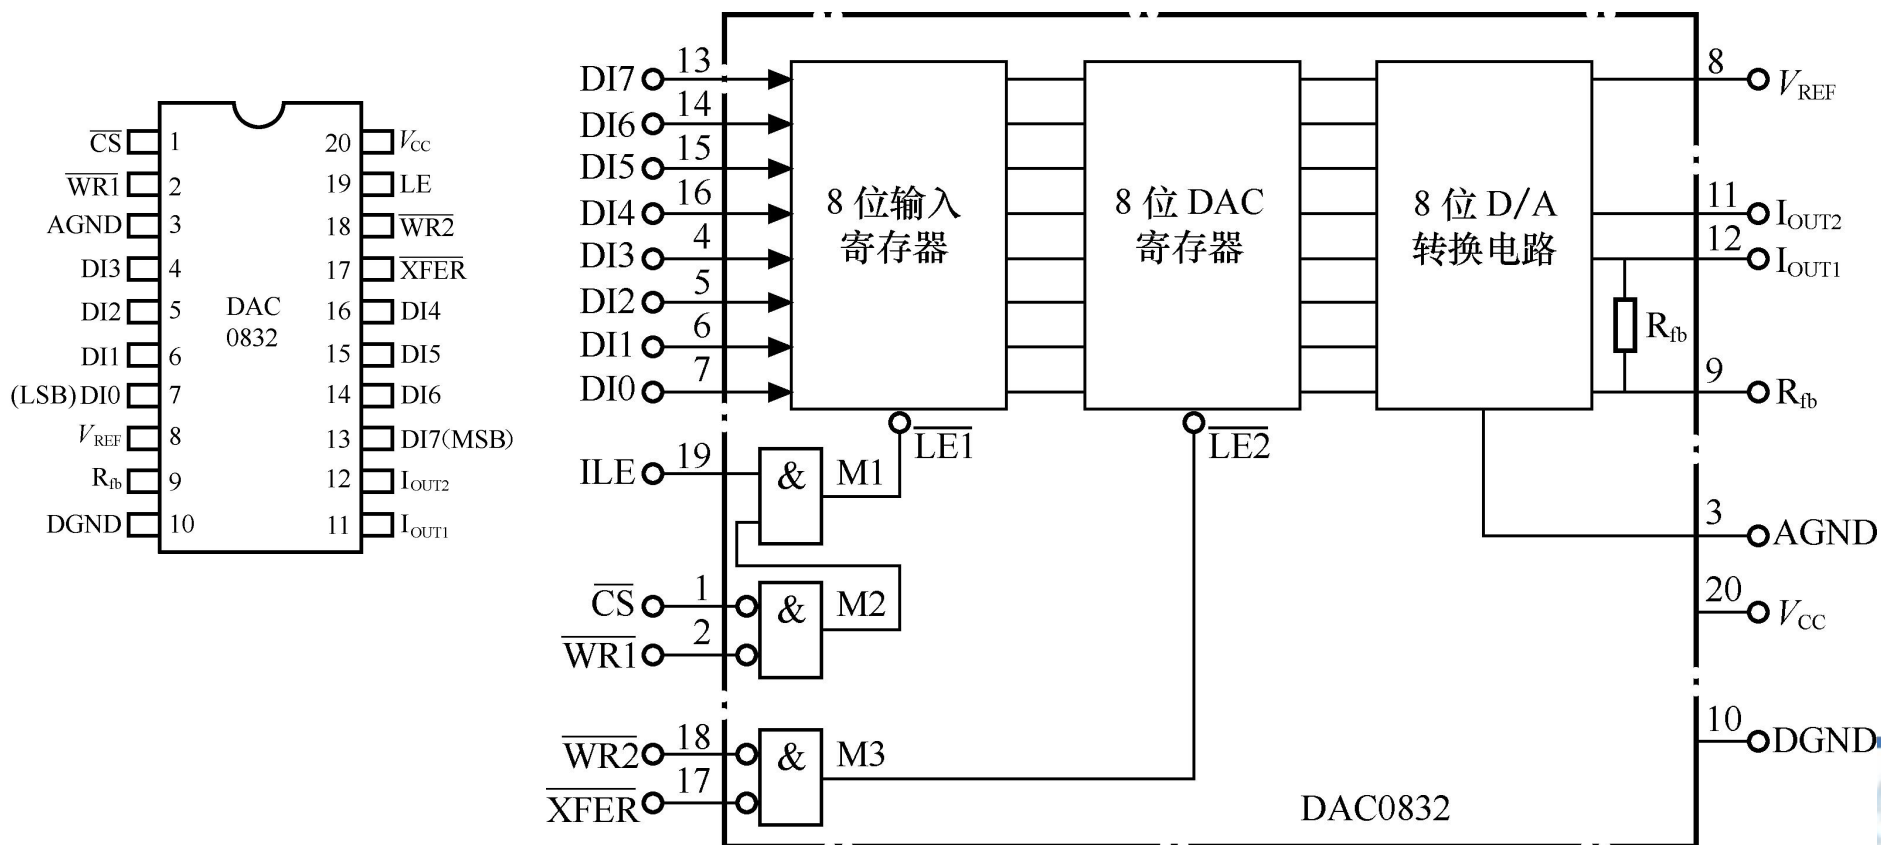 CS 1 20 VCC
WR1 2 19 LE
AGND 3 18 WR2
DI3 4 17 XFER
DI2 5 16 DI4
DI1 6 15 DI5
(LSB)DI0 7 14 DI6
VREF 8 13 DI7(MSB)
Rfb 9 12 IOUT2
DGND 10 11 IOUT1
DAC
0832
DI7 13
DI6 14
DI5 15
DI4 16
DI3 4
DI2 5
DI1 6
DI0 7
ILE 19
CS 1
WR1 2
WR2 18
XFER 17
8 位输入
寄存器
8 位 DAC
寄存器
8 位 D/A
转换电路
LE1
LE2
& M1
& M2
& M3
8 VREF
11 IOUT2
12 IOUT1
Rfb
9 Rfb
3 AGND
20 VCC
10 DGND
DAC0832